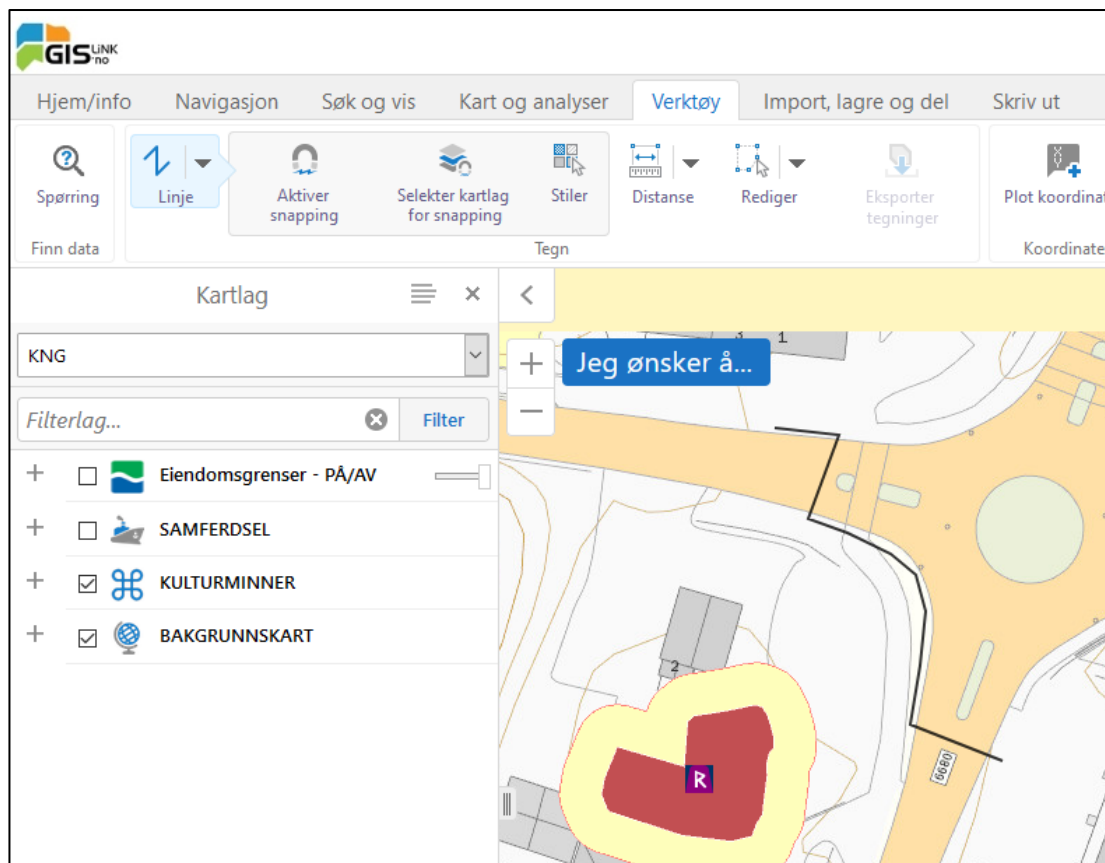 GIS LINK
.no
Hjem/info Navigasjon Søk og vis Kart og analyser Verktøy Import, lagre og del Skriv ut
Spørring
Linje
Aktiver
snapping
Selekter kartlag
for snapping
Stiler
Distanse
Rediger
Eksporter
tegninger
Plot koordinat
Finn data
Tegn
Koordinate
Kartlag
KNG
Jeg ønsker å...
Filterlag...
Filter
Eiendomsgrenser - PÅ/AV
SAMFERDSEL
KULTURMINNER
BAKGRUNNSKART
3 1
2
R
6680